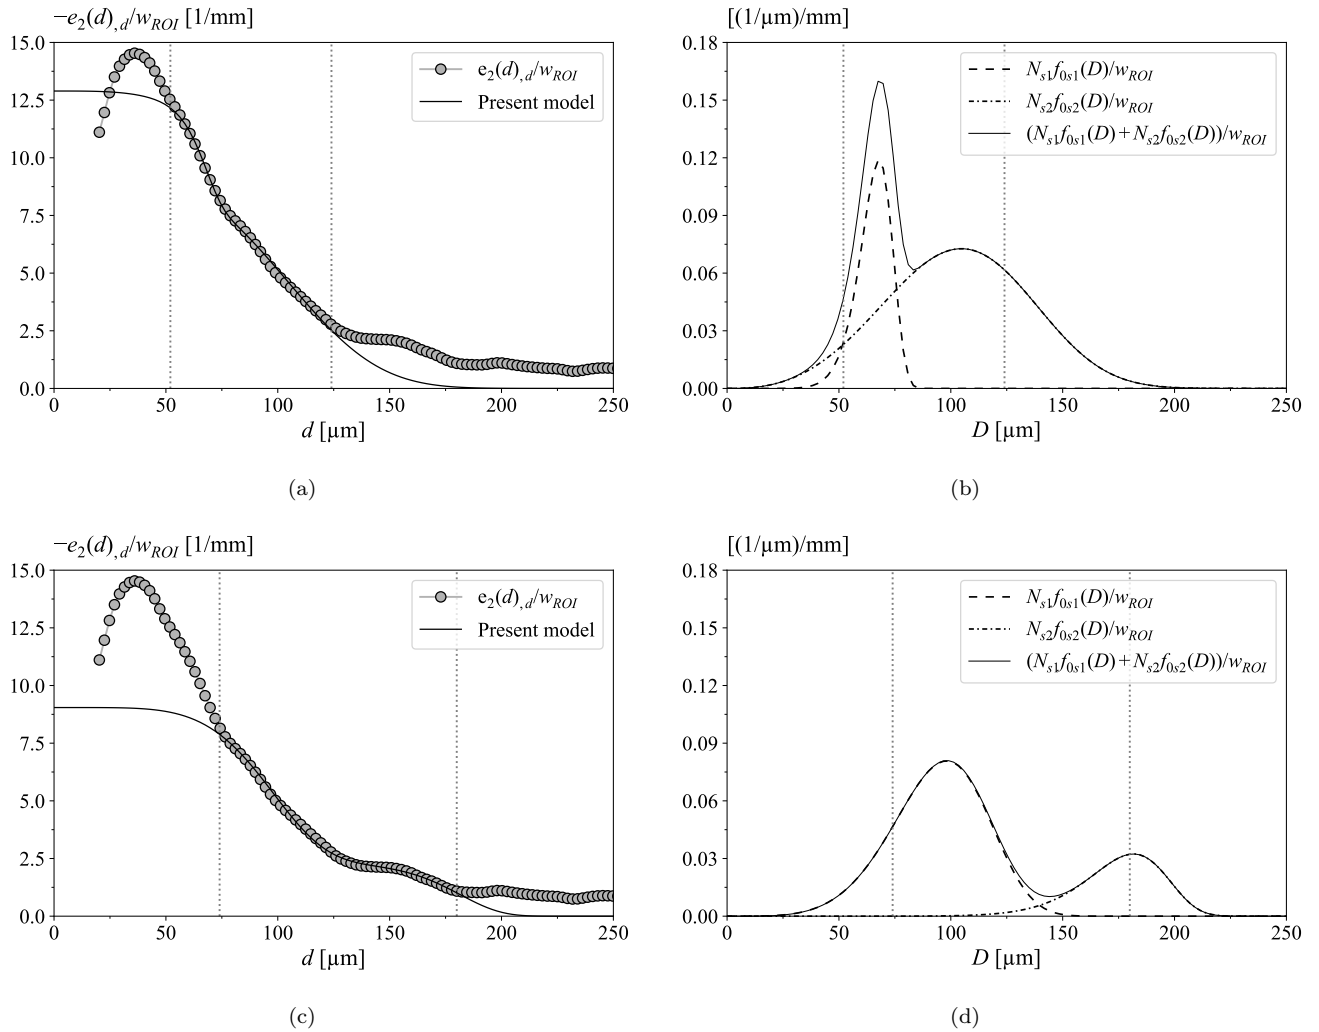 −e₂(d),d/wROI [1/mm]
15.0
12.5
10.0
7.5
5.0
2.5
0.0
0 50 100 150 200 250
d [μm]
e₂(d),d/wROI
Present model
(a)
[(1/μm)/mm]
0.18
0.15
0.12
0.09
0.06
0.03
0.00
0 50 100 150 200 250
D [μm]
Ns1f0s1(D)/wROI
Ns2f0s2(D)/wROI
(Ns1f0s1(D)+Ns2f0s2(D))/wROI
(b)
−e₂(d),d/wROI [1/mm]
15.0
12.5
10.0
7.5
5.0
2.5
0.0
0 50 100 150 200 250
d [μm]
e₂(d),d/wROI
Present model
(c)
[(1/μm)/mm]
0.18
0.15
0.12
0.09
0.06
0.03
0.00
0 50 100 150 200 250
D [μm]
Ns1f0s1(D)/wROI
Ns2f0s2(D)/wROI
(Ns1f0s1(D)+Ns2f0s2(D))/wROI
(d)